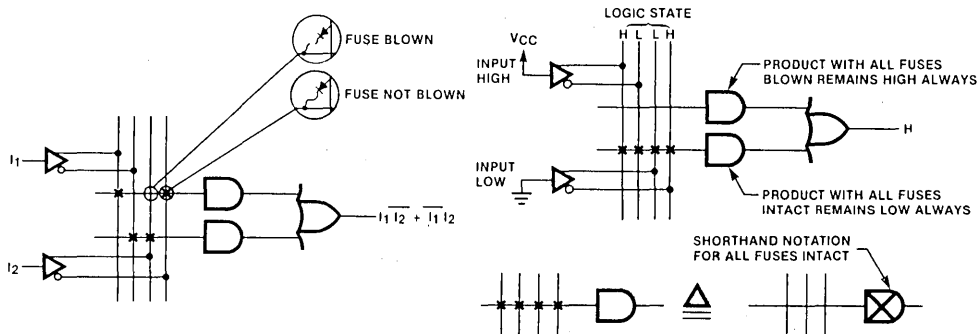 FUSE BLOWN
FUSE NOT BLOWN
I1
I2
I1 I̅2̅ + I̅1̅ I2
LOGIC STATE
H L L H
VCC
INPUT
HIGH
INPUT
LOW
PRODUCT WITH ALL FUSES
BLOWN REMAINS HIGH ALWAYS
H
PRODUCT WITH ALL FUSES
INTACT REMAINS LOW ALWAYS
SHORTHAND NOTATION
FOR ALL FUSES INTACT